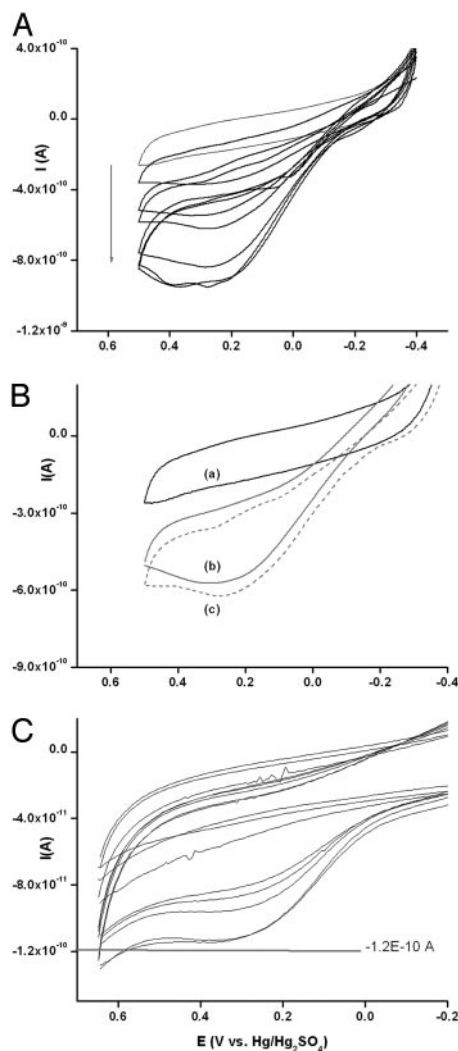 A
4.0x10⁻¹⁰
0.0
-4.0x10⁻¹⁰
-8.0x10⁻¹⁰
-1.2x10⁻⁹
I (A)
0.6 0.4 0.2 0.0 -0.2 -0.4
B
0.0
-3.0x10⁻¹⁰
-6.0x10⁻¹⁰
-9.0x10⁻¹⁰
I(A)
(a)
(b)
(c)
0.6 0.4 0.2 0.0 -0.2 -0.4
C
0.0
-4.0x10⁻¹¹
-8.0x10⁻¹¹
-1.2x10⁻¹⁰
I(A)
-1.2E-10 A
0.6 0.4 0.2 0.0 -0.2
E (V vs. Hg/Hg₂SO₄)